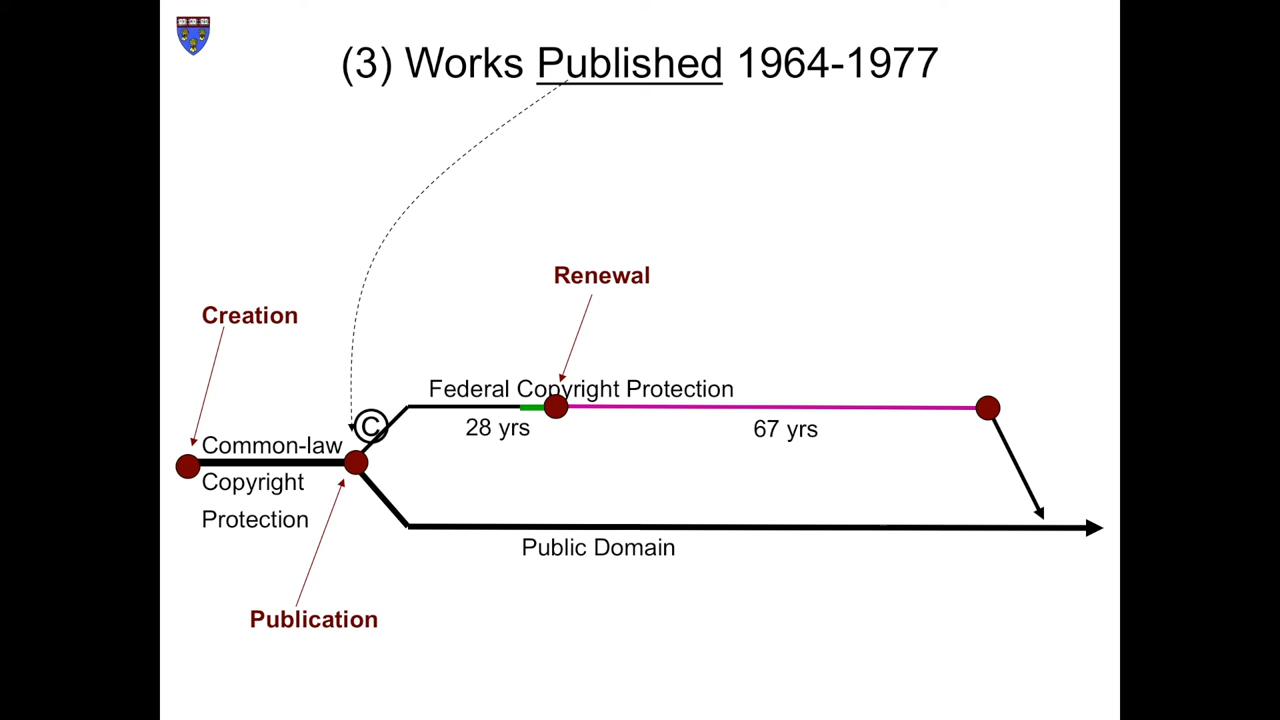 (3) Works Published 1964-1977
Renewal
Creation
Federal Copyright Protection
©
28 yrs
67 yrs
Common-law
Copyright
Protection
Public Domain
Publication